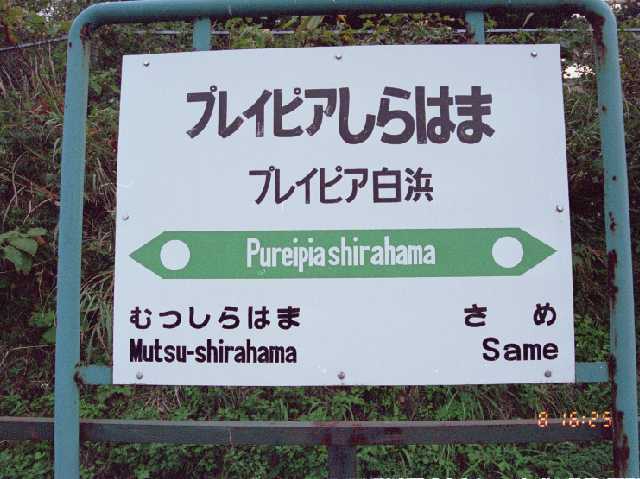 プレイピアしらはま
プレイピア白浜
Pureipiashirahama
むつしらはま さめ
Mutsu-shirahama Same
8 16:25